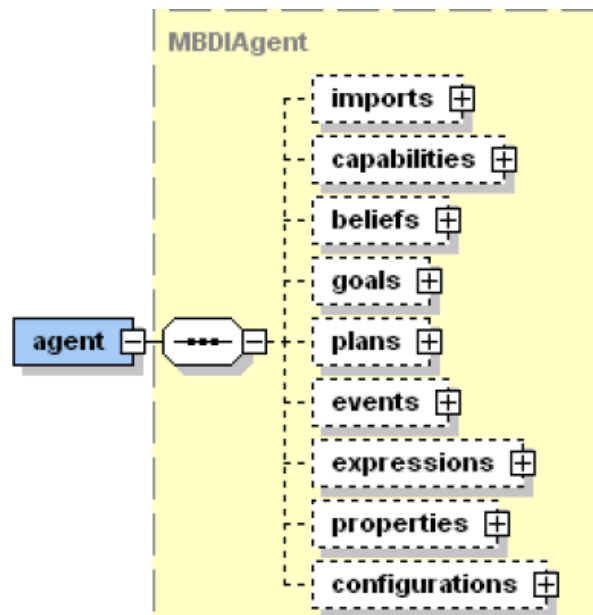 MBDIAgent
imports
capabilities
beliefs
goals
agent
plans
events
expressions
properties
configurations